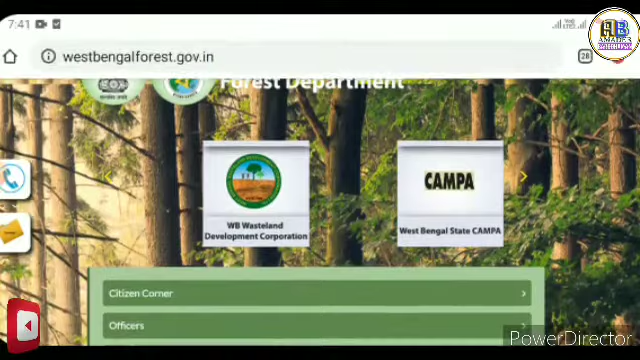 7:41
westbengalforest.gov.in
28
Forest Department
WB Wasteland
Development Corporation
CAMPA
West Bengal State CAMPA
Citizen Corner
Officers
PowerDirector